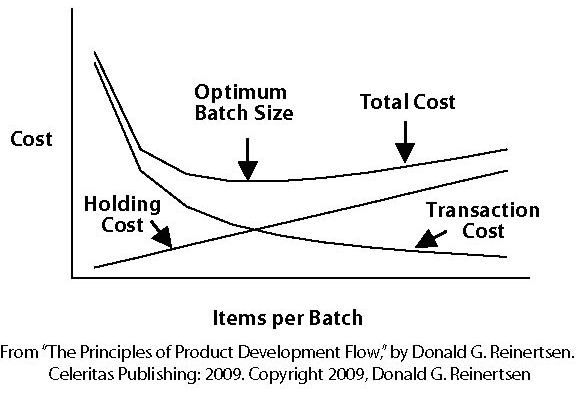 Cost
Optimum
Batch Size
Total Cost
Holding
Cost
Transaction
Cost
Items per Batch
From "The Principles of Product Development Flow," by Donald G. Reinertsen.
Celeritas Publishing: 2009. Copyright 2009, Donald G. Reinertsen